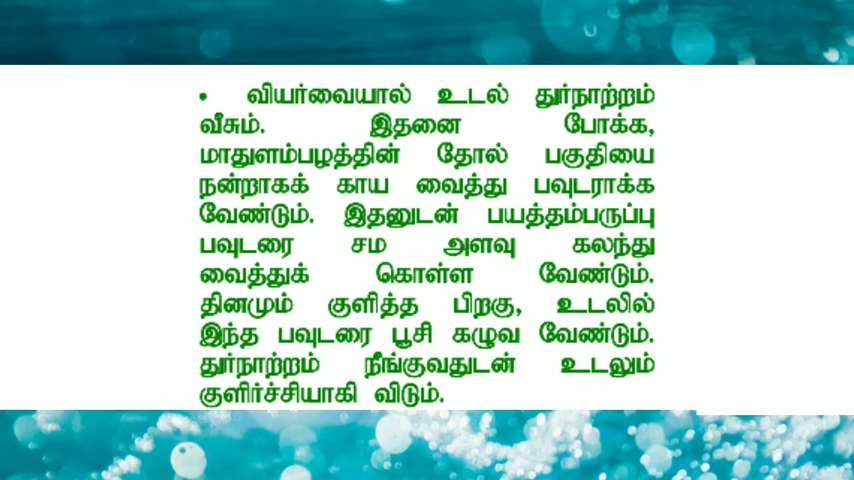 • வியர்வையால் உடல் துர்நாற்றம்
வீசும். இதனை போக்க,
மாதுளம்பழத்தின் தோல் பகுதியை
நன்றாகக் காய வைத்து பவுடராக்க
வேண்டும். இதனுடன் பயத்தம்பருப்பு
பவுடரை சம அளவு கலந்து
வைத்துக் கொள்ள வேண்டும்.
தினமும் குளித்த பிறகு, உடலில்
இந்த பவுடரை பூசி கழுவ வேண்டும்.
துர்நாற்றம் நீங்குவதுடன் உடலும்
குளிர்ச்சியாகி விடும்.